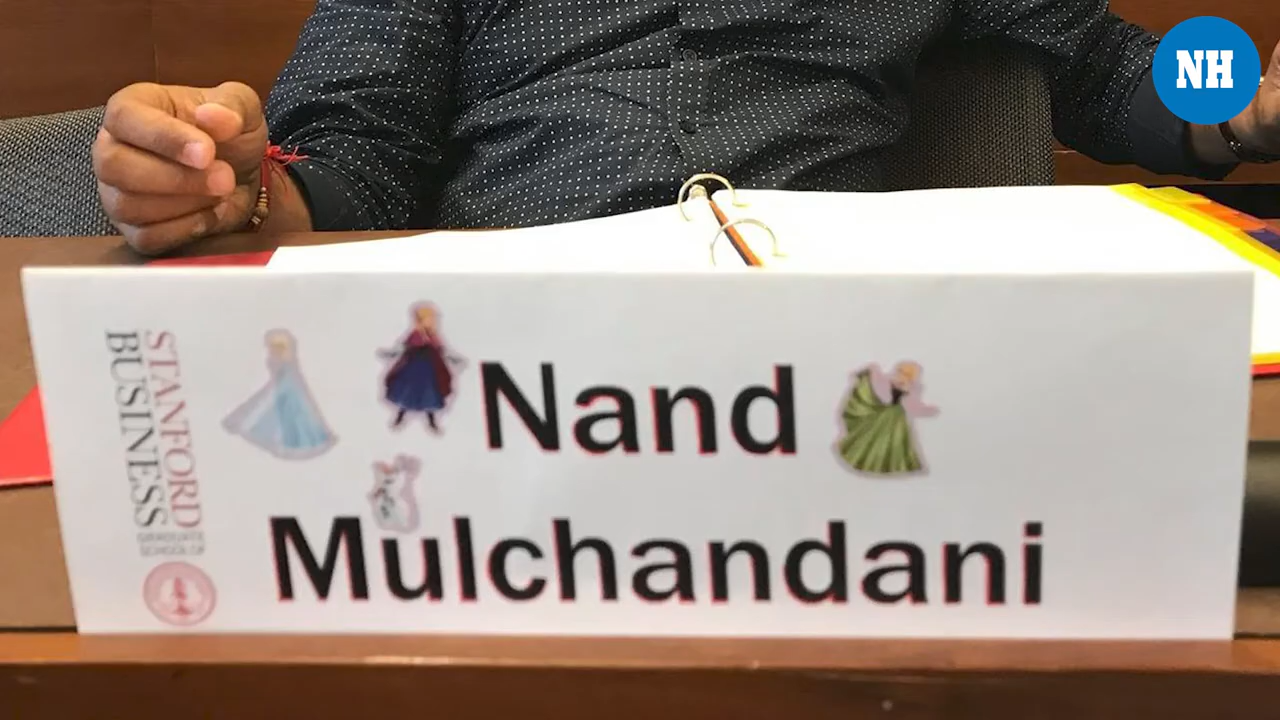 NH
Nand
Mulchandani
STANFORD
BUSINESS
GRADUATE
SCHOOL OF